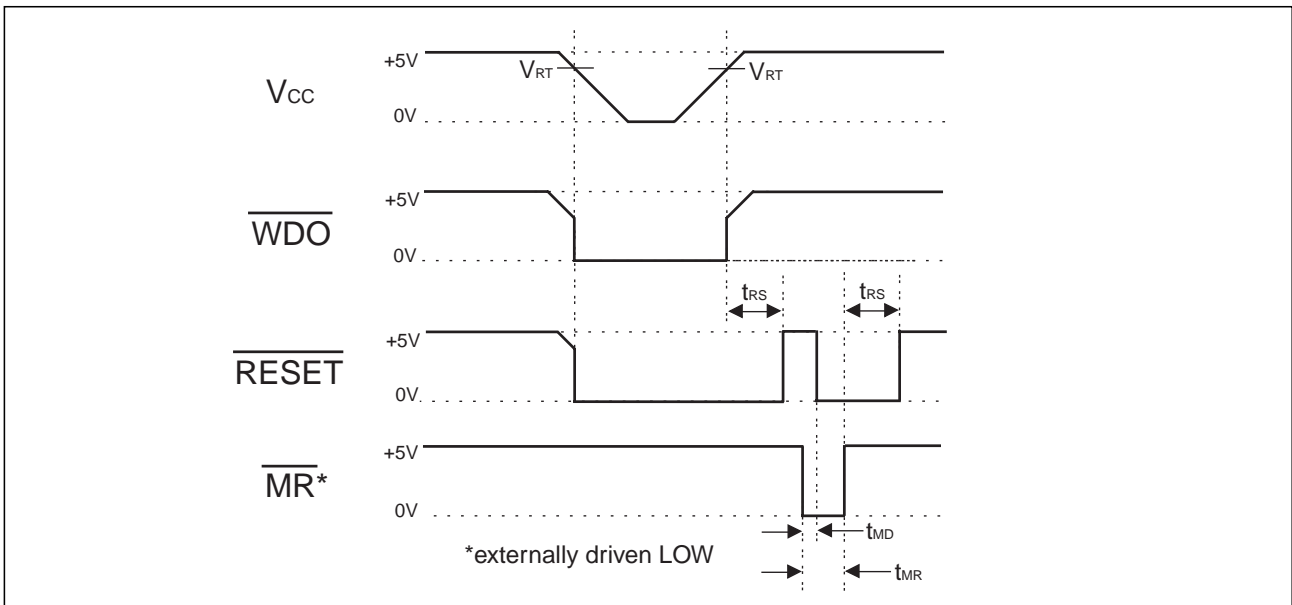 +5V
VRT
VRT
VCC
0V
+5V
WDO
0V
tRS
tRS
+5V
RESET
0V
+5V
MR*
0V
tMD
*externally driven LOW
tMR